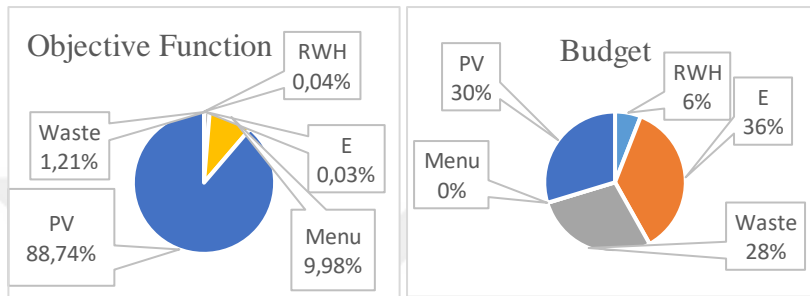 Objective Function
RWH
0,04%
Waste
1,21%
E
0,03%
PV
88,74%
Menu
9,98%
Budget
PV
30%
RWH
6%
E
36%
Menu
0%
Waste
28%